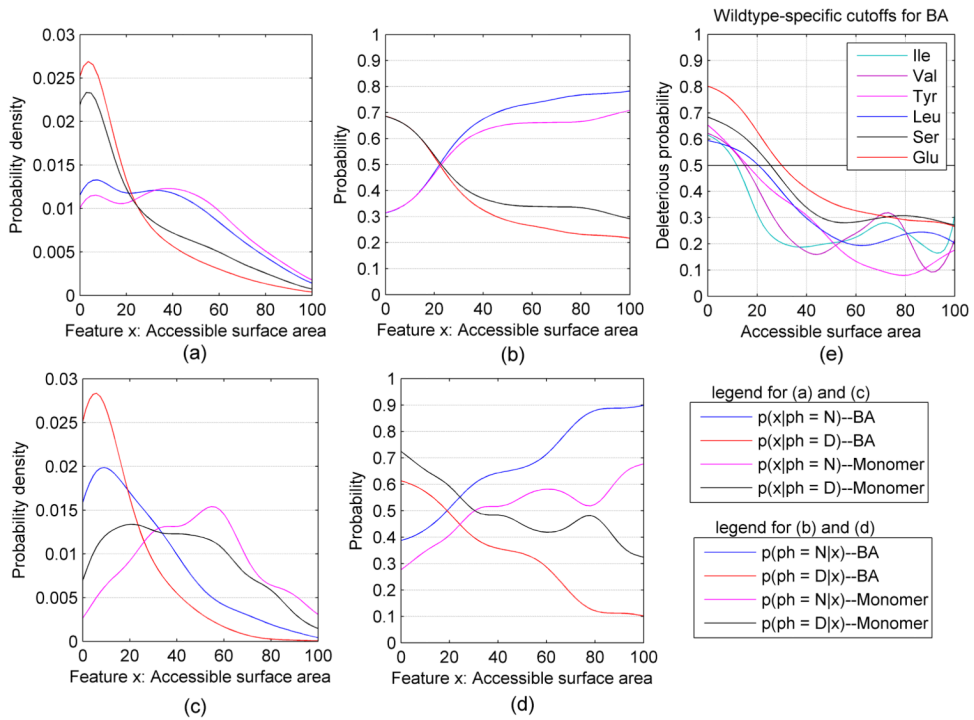 0.03
0.025
0.02
0.015
0.01
0.005
0
Probability density
0 20 40 60 80 100
Feature x: Accessible surface area
(a)
1
0.9
0.8
0.7
0.6
0.5
0.4
0.3
0.2
0.1
0
Probability
0 20 40 60 80 100
Feature x: Accessible surface area
(b)
Wildtype-specific cutoffs for BA
1
0.9
0.8
0.7
0.6
0.5
0.4
0.3
0.2
0.1
0
Deleterious probability
Ile
Val
Tyr
Leu
Ser
Glu
0 20 40 60 80 100
Accessible surface area
(e)
0.03
0.025
0.02
0.015
0.01
0.005
0
Probability density
0 20 40 60 80 100
Feature x: Accessible surface area
(c)
1
0.9
0.8
0.7
0.6
0.5
0.4
0.3
0.2
0.1
0
Probability
0 20 40 60 80 100
Feature x: Accessible surface area
(d)
legend for (a) and (c)
p(x|ph = N)--BA
p(x|ph = D)--BA
p(x|ph = N)--Monomer
p(x|ph = D)--Monomer
legend for (b) and (d)
p(ph = N|x)--BA
p(ph = D|x)--BA
p(ph = N|x)--Monomer
p(ph = D|x)--Monomer